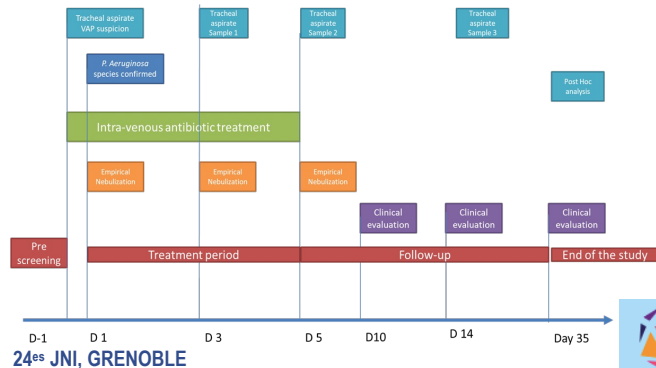 Tracheal aspirate
VAP suspicion
Tracheal
aspirate
Sample 1
Tracheal
aspirate
Sample 2
Tracheal
aspirate
Sample 3
P. Aeruginosa
species confirmed
Post Hoc
analysis
Intra-venous antibiotic treatment
Empirical
Nebulization
Empirical
Nebulization
Empirical
Nebulization
Clinical
evaluation
Clinical
evaluation
Clinical
evaluation
Pre
screening
Treatment period
Follow-up
End of the study
D-1
D 1
D 3
D 5
D10
D 14
Day 35
24es JNI, GRENOBLE